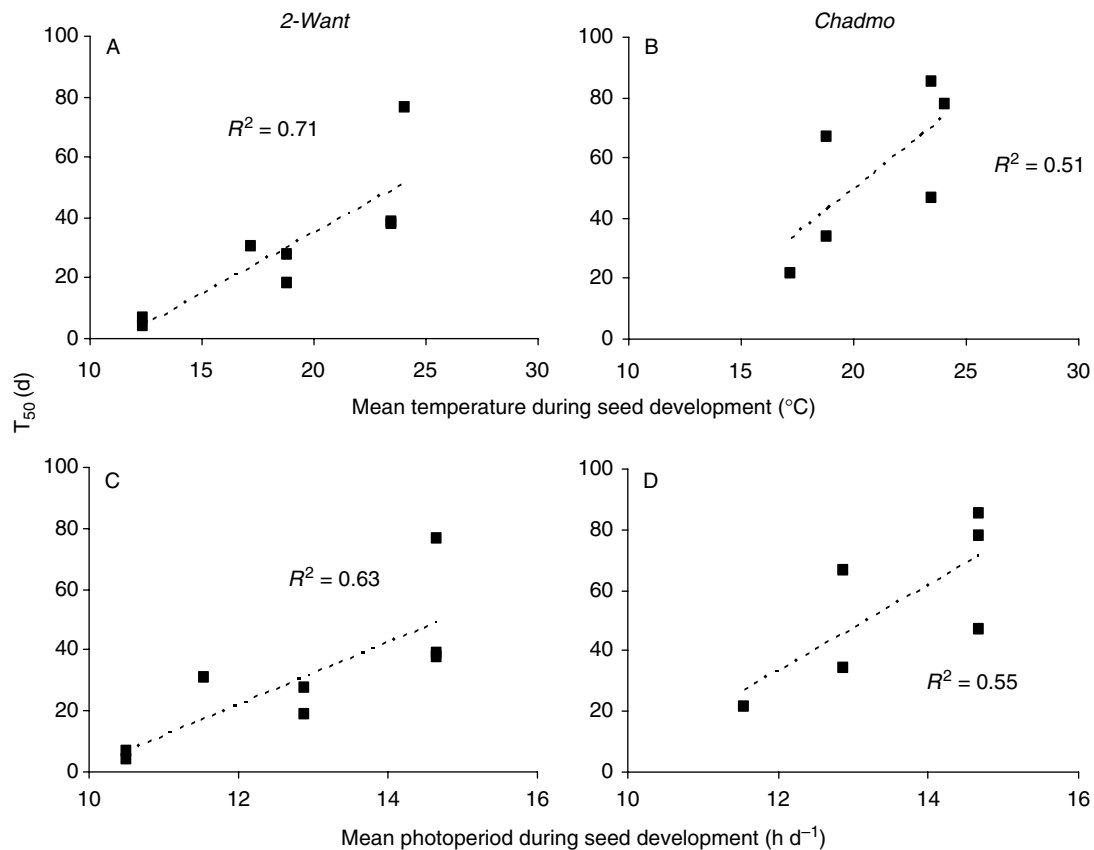 2-Want
Chadmo
A
100
80
60
40
20
0
R² = 0.71
10 15 20 25 30
B
100
80
60
40
20
0
R² = 0.51
10 15 20 25 30
Mean temperature during seed development (°C)
T₅₀ (d)
C
100
80
60
40
20
0
R² = 0.63
10 12 14 16
D
100
80
60
40
20
0
R² = 0.55
10 12 14 16
Mean photoperiod during seed development (h d⁻¹)